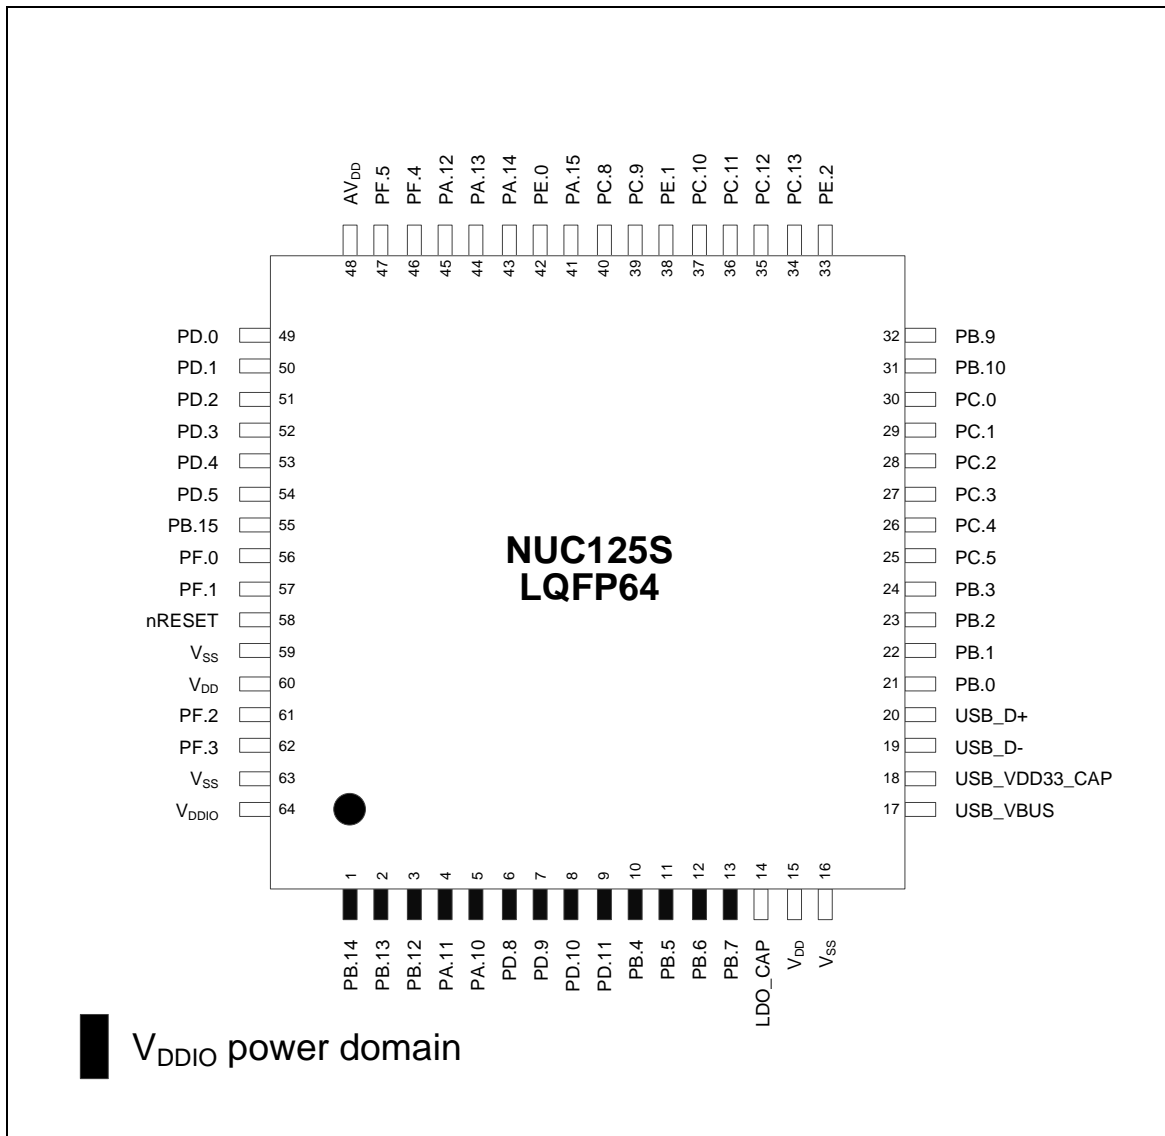 AVDD PF.5 PF.4 PA.12 PA.13 PA.14 PE.0 PA.15 PC.8 PC.9 PE.1 PC.10 PC.11 PC.12 PC.13 PE.2
48 47 46 45 44 43 42 41 40 39 38 37 36 35 34 33
PD.0 49 32 PB.9
PD.1 50 31 PB.10
PD.2 51 30 PC.0
PD.3 52 29 PC.1
PD.4 53 28 PC.2
PD.5 54 27 PC.3
PB.15 55 26 PC.4
PF.0 56 25 PC.5
PF.1 57 24 PB.3
nRESET 58 23 PB.2
VSS 59 22 PB.1
VDD 60 21 PB.0
PF.2 61 20 USB_D+
PF.3 62 19 USB_D-
VSS 63 18 USB_VDD33_CAP
VDDIO 64 17 USB_VBUS
NUC125S
LQFP64
1 2 3 4 5 6 7 8 9 10 11 12 13 14 15 16
PB.14 PB.13 PB.12 PA.11 PA.10 PD.8 PD.9 PD.10 PD.11 PB.4 PB.5 PB.6 PB.7 LDO_CAP VDD VSS
VDDIO power domain